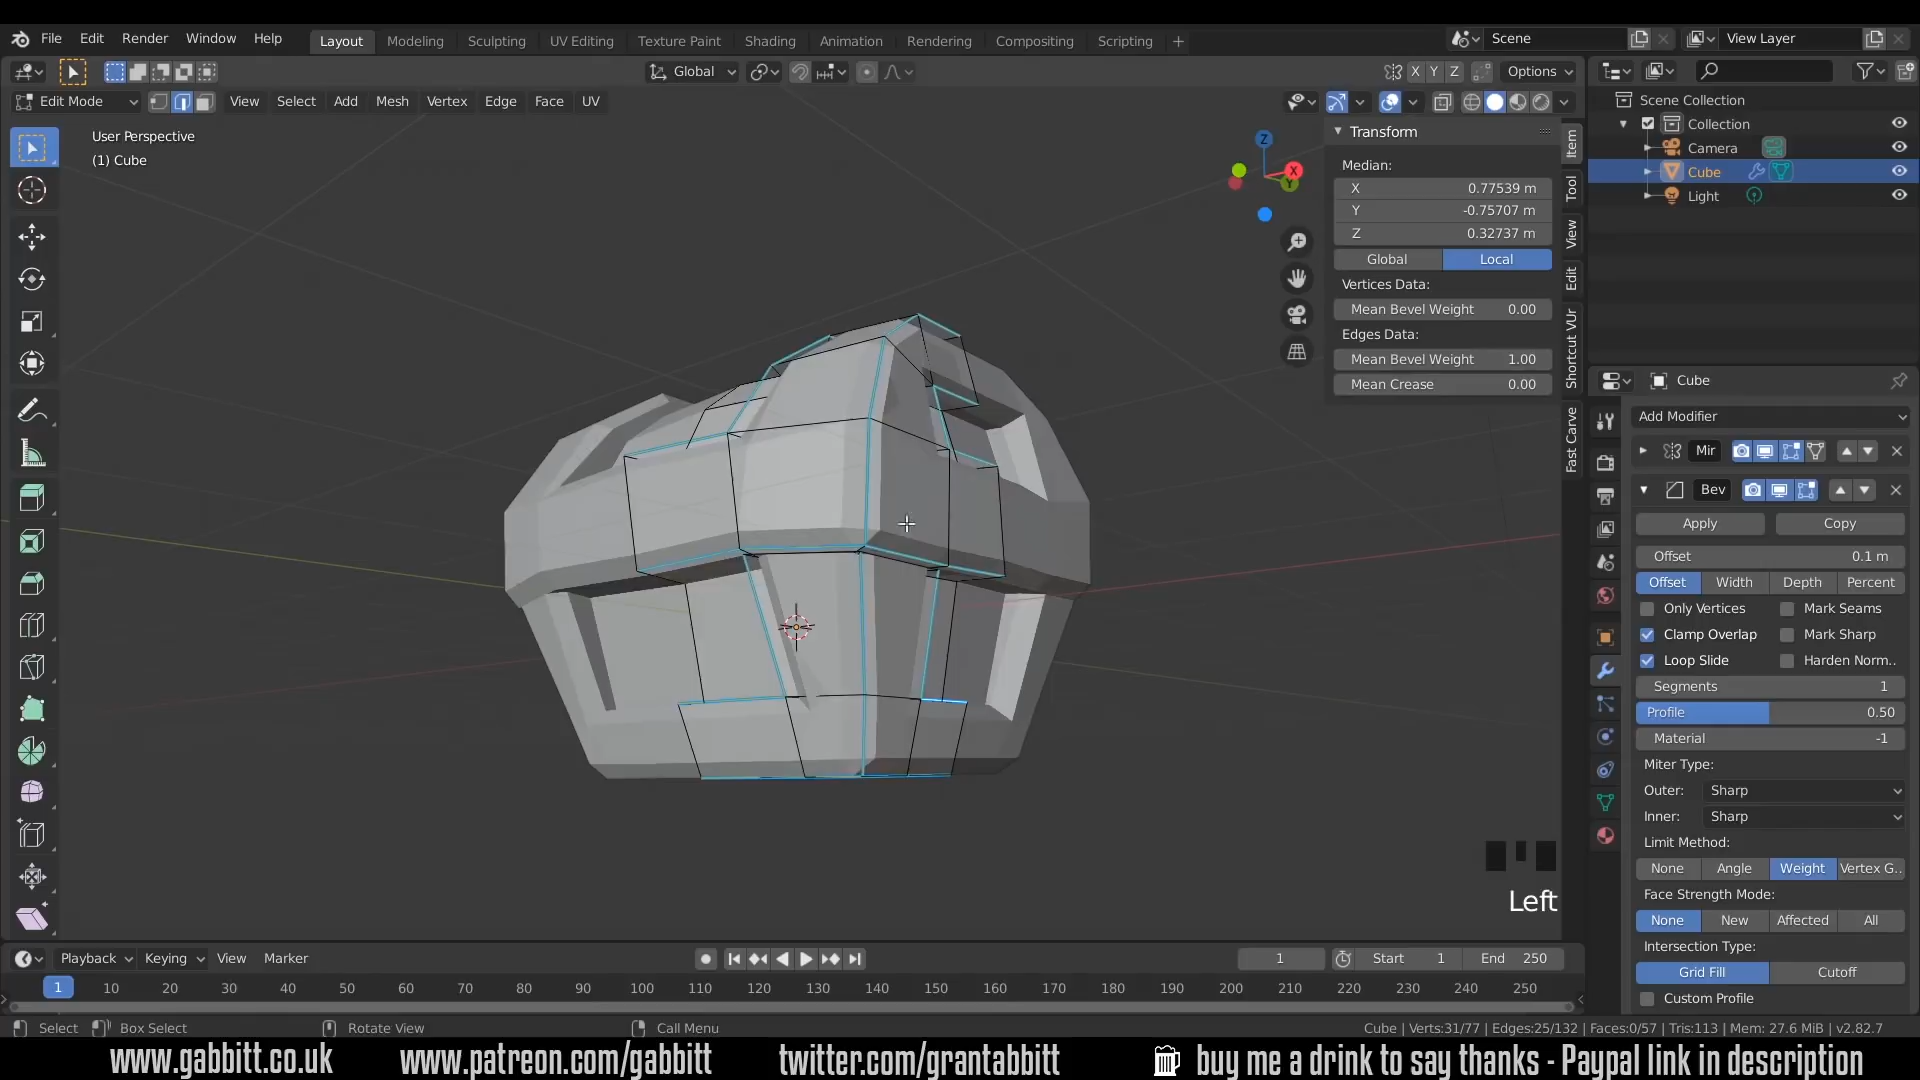 File Edit Render Window Help
Layout Modeling Sculpting UV Editing Texture Paint Shading Animation Rendering Compositing Scripting +
Scene
View Layer
Global
X Y Z
Options
Edit Mode
View Select Add Mesh Vertex Edge Face UV
User Perspective
(1) Cube
Z
X
Y
Transform
Median:
X 0.77539 m
Y -0.75707 m
Z 0.32737 m
Global Local
Vertices Data:
Mean Bevel Weight 0.00
Edges Data:
Mean Bevel Weight 1.00
Mean Crease 0.00
Item
Tool
View
Edit
Shortcut VUr
Fast Carve
Scene Collection
Collection
Camera
Cube
Light
Cube
Add Modifier
Mir
Bev
Apply Copy
Offset 0.1 m
Offset Width Depth Percent
Only Vertices Mark Seams
Clamp Overlap Mark Sharp
Loop Slide Harden Norm..
Segments 1
Profile 0.50
Material -1
Miter Type:
Outer: Sharp
Inner: Sharp
Limit Method:
None Angle Weight Vertex G..
Face Strength Mode:
None New Affected All
Intersection Type:
Grid Fill Cutoff
Custom Profile
Left
Playback Keying View Marker
1
Start 1
End 250
1 10 20 30 40 50 60 70 80 90 100 110 120 130 140 150 160 170 180 190 200 210 220 230 240 250
Select Box Select Rotate View Call Menu
Cube | Verts:31/77 | Edges:25/132 | Faces:0/57 | Tris:113 | Mem: 27.6 MiB | v2.82.7
www.gabbitt.co.uk www.patreon.com/gabbitt twitter.com/grantabbitt buy me a drink to say thanks - Paypal link in description